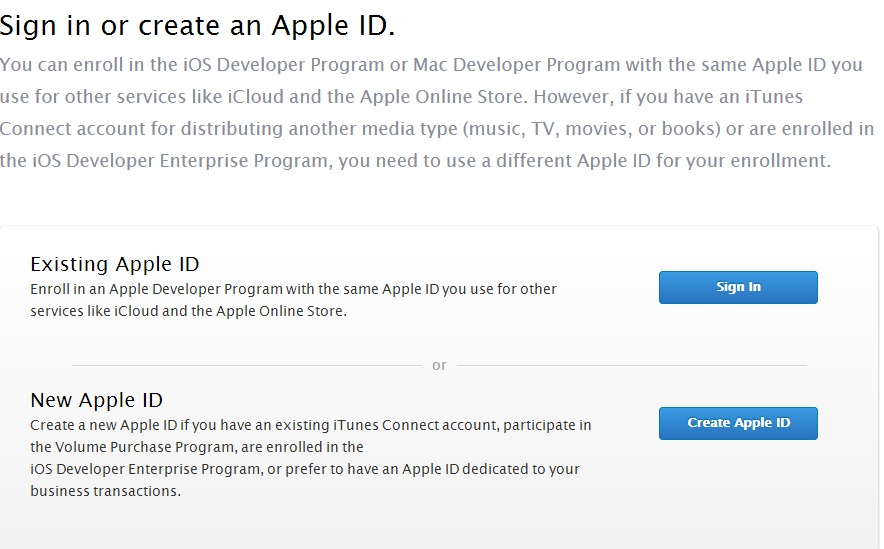 Sign in or create an Apple ID.
You can enroll in the iOS Developer Program or Mac Developer Program with the same Apple ID you
use for other services like iCloud and the Apple Online Store. However, if you have an iTunes
Connect account for distributing another media type (music, TV, movies, or books) or are enrolled in
the iOS Developer Enterprise Program, you need to use a different Apple ID for your enrollment.
Existing Apple ID
Enroll in an Apple Developer Program with the same Apple ID you use for other
services like iCloud and the Apple Online Store.
Sign In
or
New Apple ID
Create a new Apple ID if you have an existing iTunes Connect account, participate in
the Volume Purchase Program, are enrolled in the
iOS Developer Enterprise Program, or prefer to have an Apple ID dedicated to your
business transactions.
Create Apple ID